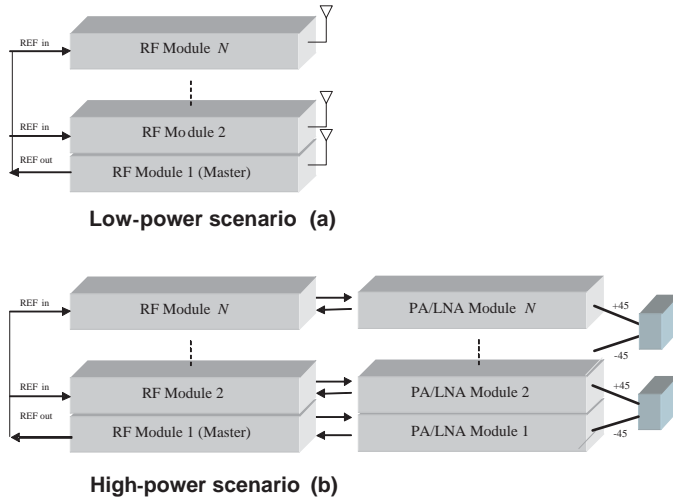 REF in
RF Module N
REF in
RF Module 2
REF out
RF Module 1 (Master)
Low-power scenario (a)
REF in
RF Module N
PA/LNA Module N
+45
-45
REF in
RF Module 2
PA/LNA Module 2
+45
REF out
RF Module 1 (Master)
PA/LNA Module 1
-45
High-power scenario (b)